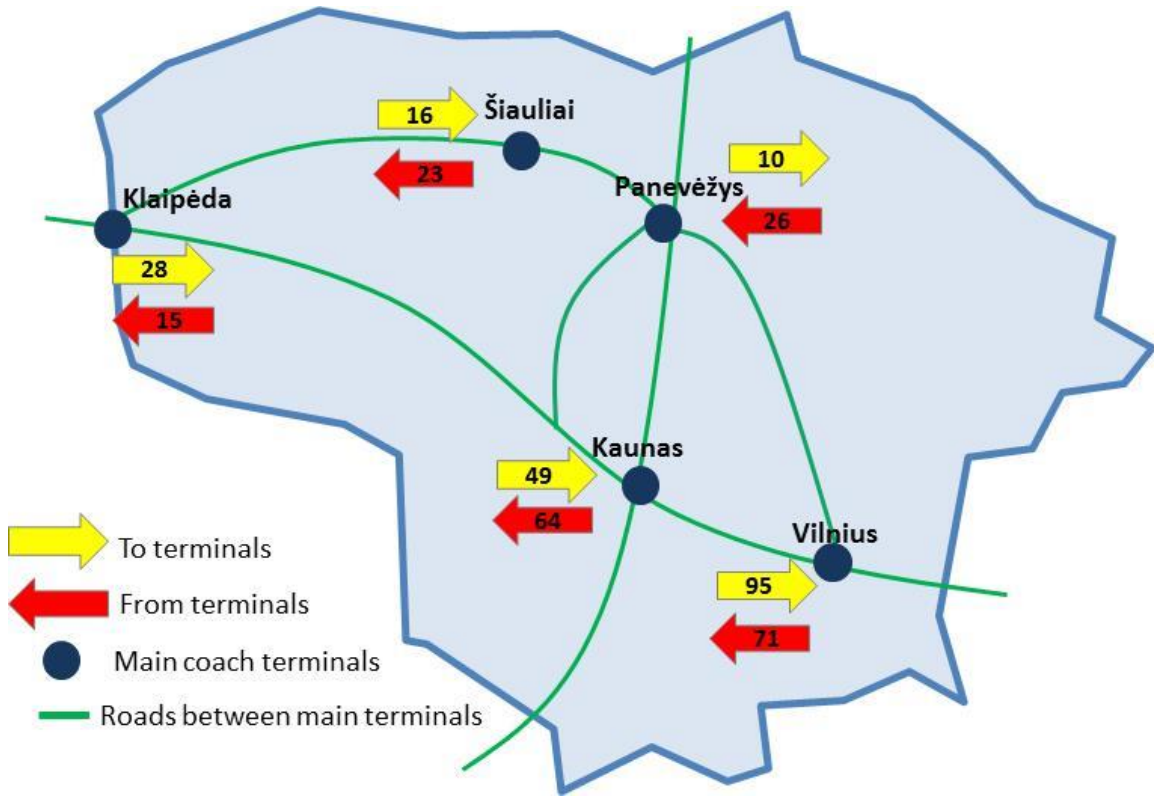 16
Šiauliai
10
23
Panevėžys
Klaipėda
26
28
15
Kaunas
49
64
Vilnius
To terminals
95
From terminals
71
Main coach terminals
Roads between main terminals